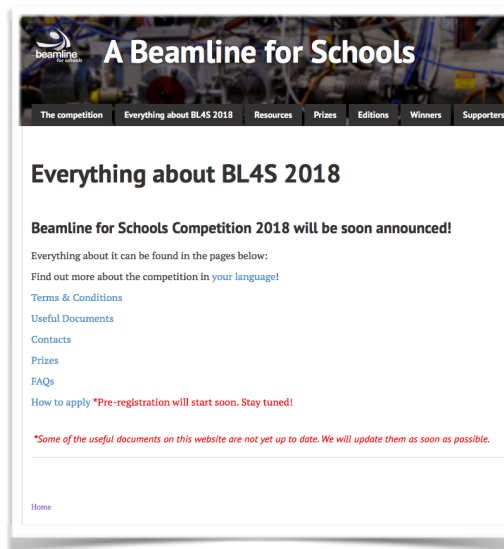 beamline
for schools
A Beamline for Schools
The competition Everything about BL4S 2018 Resources Prizes Editions Winners Supporters
Everything about BL4S 2018
Beamline for Schools Competition 2018 will be soon announced!
Everything about it can be found in the pages below:
Find out more about the competition in your language!
Terms & Conditions
Useful Documents
Contacts
Prizes
FAQs
How to apply *Pre-registration will start soon. Stay tuned!
*Some of the useful documents on this website are not yet up to date. We will update them as soon as possible.
Home